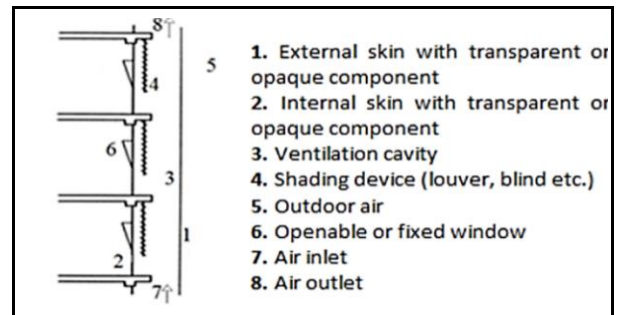 8
5
4
6
3
1
2
7
1. External skin with transparent or
opaque component
2. Internal skin with transparent or
opaque component
3. Ventilation cavity
4. Shading device (louver, blind etc.)
5. Outdoor air
6. Openable or fixed window
7. Air inlet
8. Air outlet